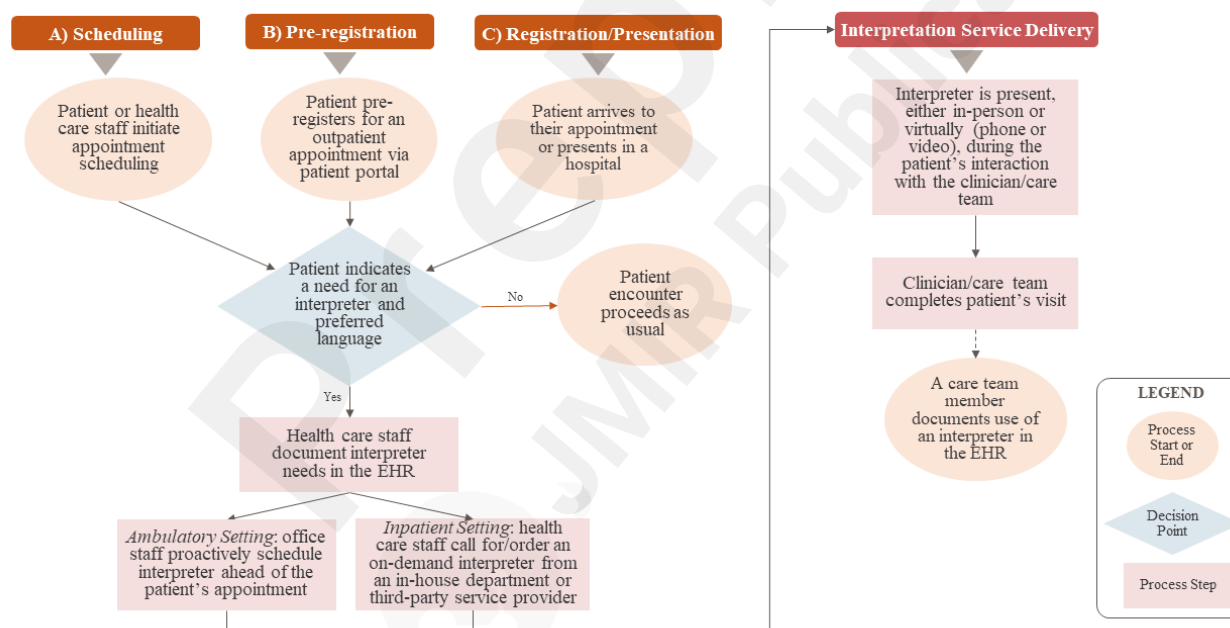 A) Scheduling
B) Pre-registration
C) Registration/Presentation
Interpretation Service Delivery
Patient or health
care staff initiate
appointment
scheduling
Patient pre-
registers for an
outpatient
appointment via
patient portal
Patient arrives to
their appointment
or presents in a
hospital
Patient indicates
a need for an
interpreter and
preferred
language
No
Patient
encounter
proceeds as
usual
Yes
Health care staff
document interpreter
needs in the EHR
Ambulatory Setting: office
staff proactively schedule
interpreter ahead of the
patient's appointment
Inpatient Setting: health
care staff call for/order an
on-demand interpreter from
an in-house department or
third-party service provider
Interpreter is present,
either in-person or
virtually (phone or
video), during the
patient's interaction
with the clinician/care
team
Clinician/care team
completes patient's visit
A care team
member
documents use of
an interpreter in
the EHR
LEGEND
Process
Start or
End
Decision
Point
Process Step
JMIR